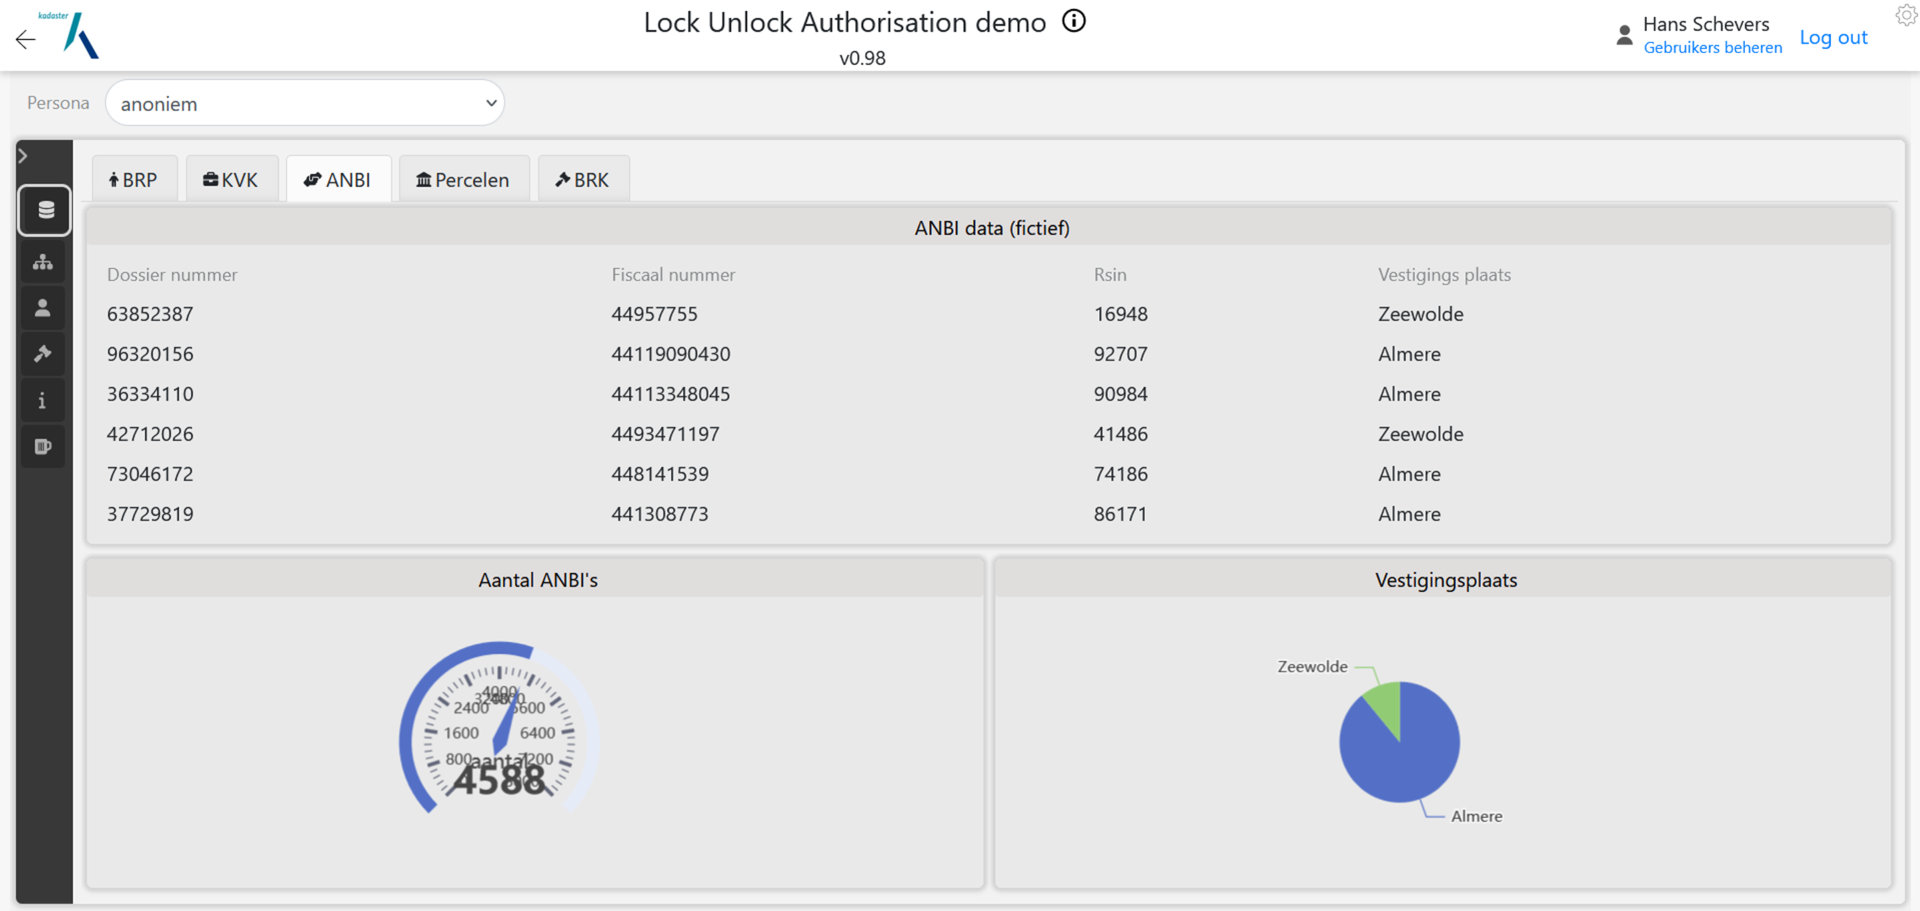 kadaster
Lock Unlock Authorisation demo
v0.98
Hans Schevers
Gebruikers beheren
Log out
Persona
anoniem
BRP
KVK
ANBI
Percelen
BRK
ANBI data (fictief)
Dossier nummer Fiscaal nummer Rsin Vestigings plaats
63852387 44957755 16948 Zeewolde
96320156 44119090430 92707 Almere
36334110 44113348045 90984 Almere
42712026 4493471197 41486 Zeewolde
73046172 448141539 74186 Almere
37729819 441308773 86171 Almere
Aantal ANBI's
4000
2400 5600
1600 6400
800 aantal 7200
4588
Vestigingsplaats
Zeewolde
Almere